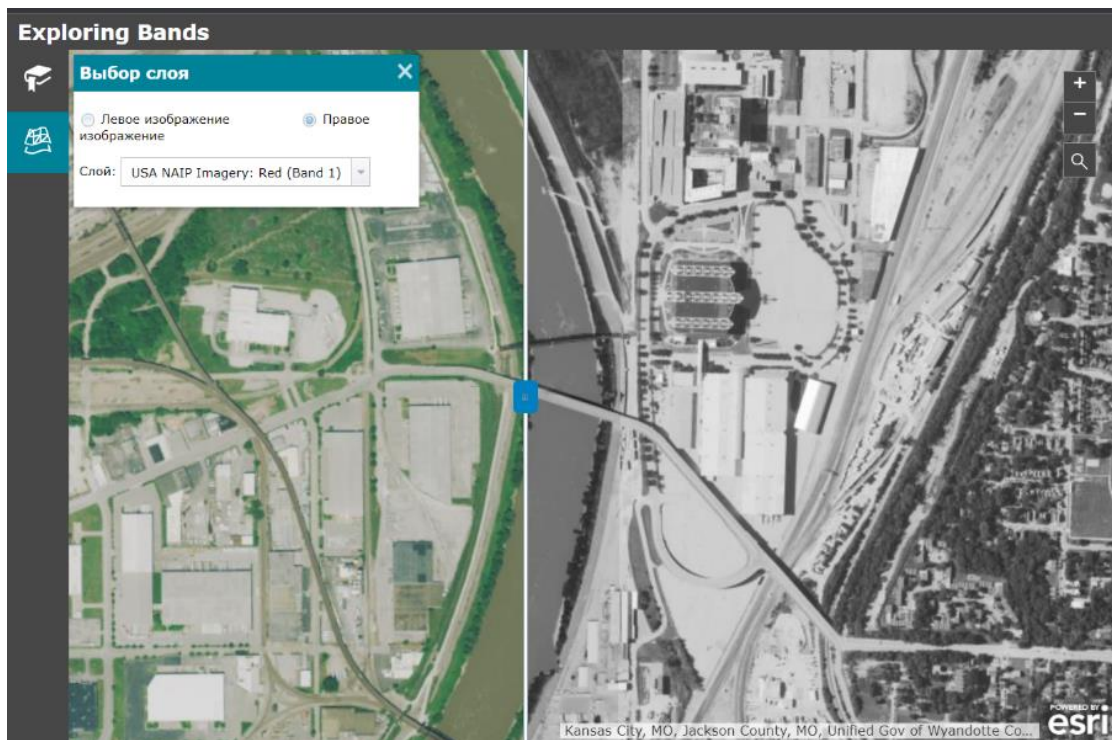 Exploring Bands
Выбор слоя
Левое изображение Правое
изображение
Слой: USA NAIP Imagery: Red (Band 1)
Kansas City, MO, Jackson County, MO, Unified Gov of Wyandotte Co...
POWERED BY
esri